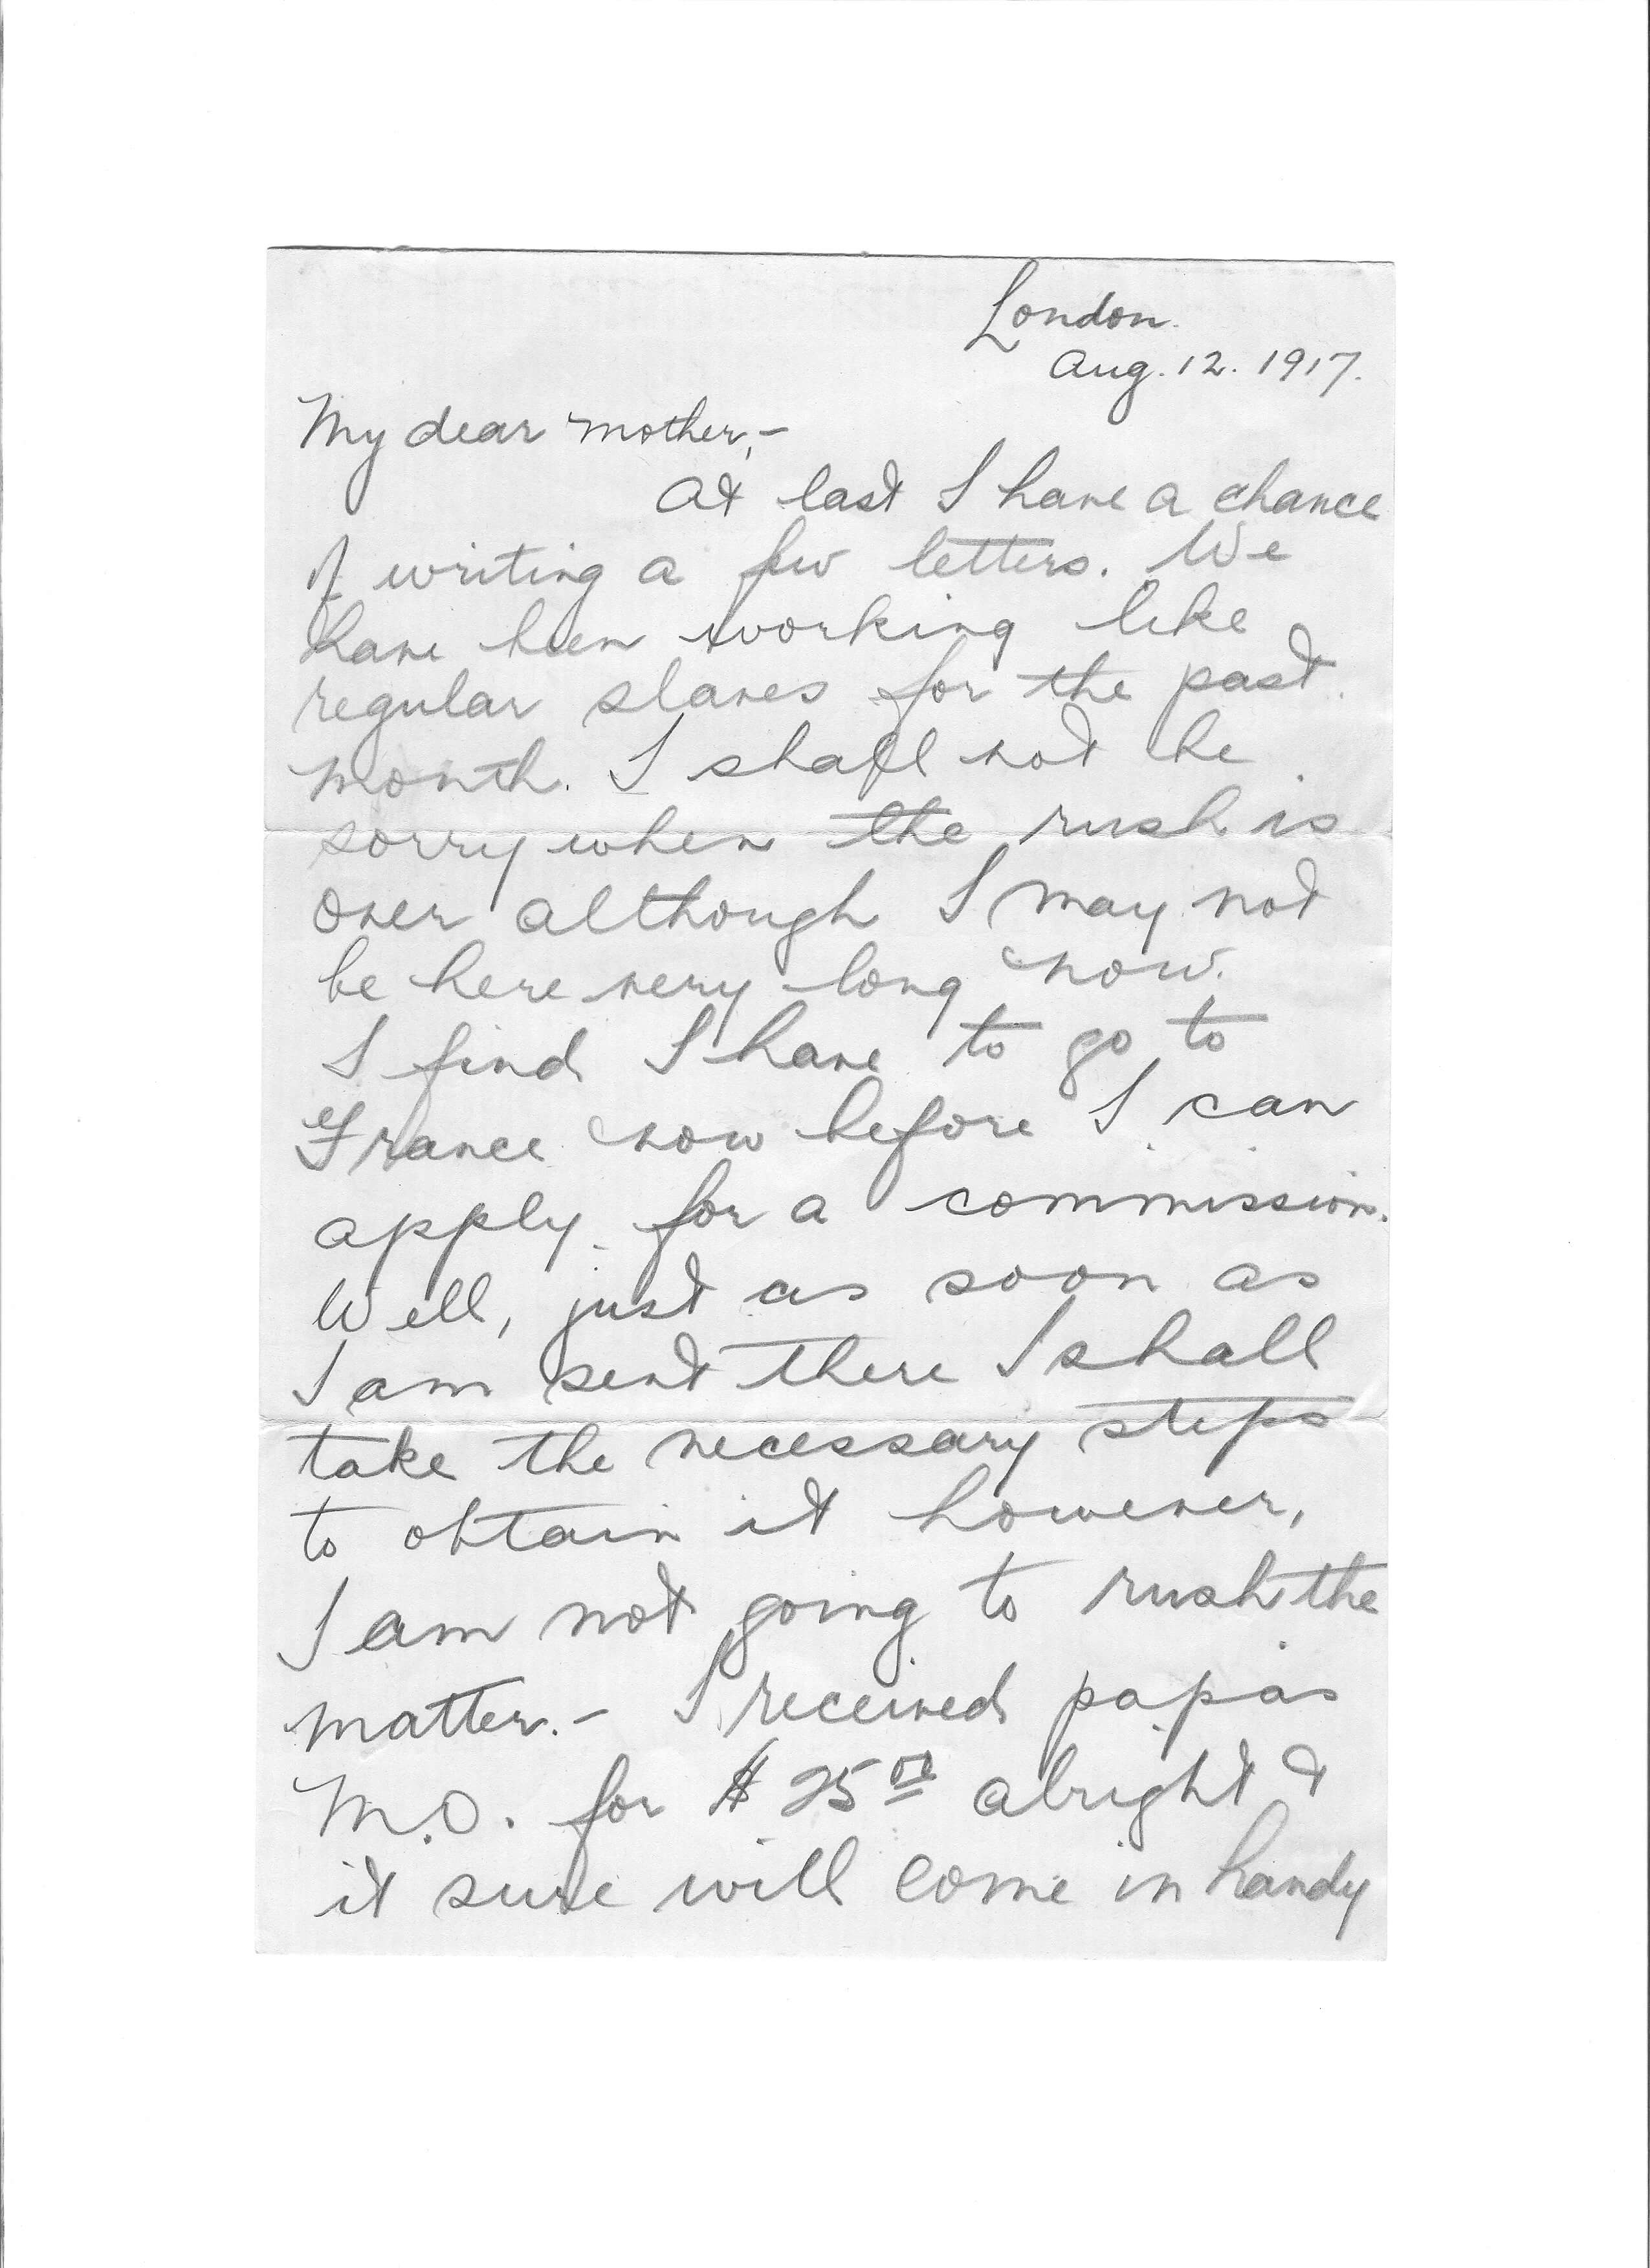 London.
Aug. 12. 1917.
My dear Mother,-
At last I have a chance
of writing a few letters. We
have been working like
regular slaves for the past
month. I shall not be
sorry when the rush is
over although I may not
be here very long now.
I find I have to go to
France now before I can
apply for a commission.
Well, just as soon as
I am sent there I shall
take the necessary steps
to obtain it however,
I am not going to rush the
matter.- I received papas
M.O. for $25.00 alright &
it sure will come in handy